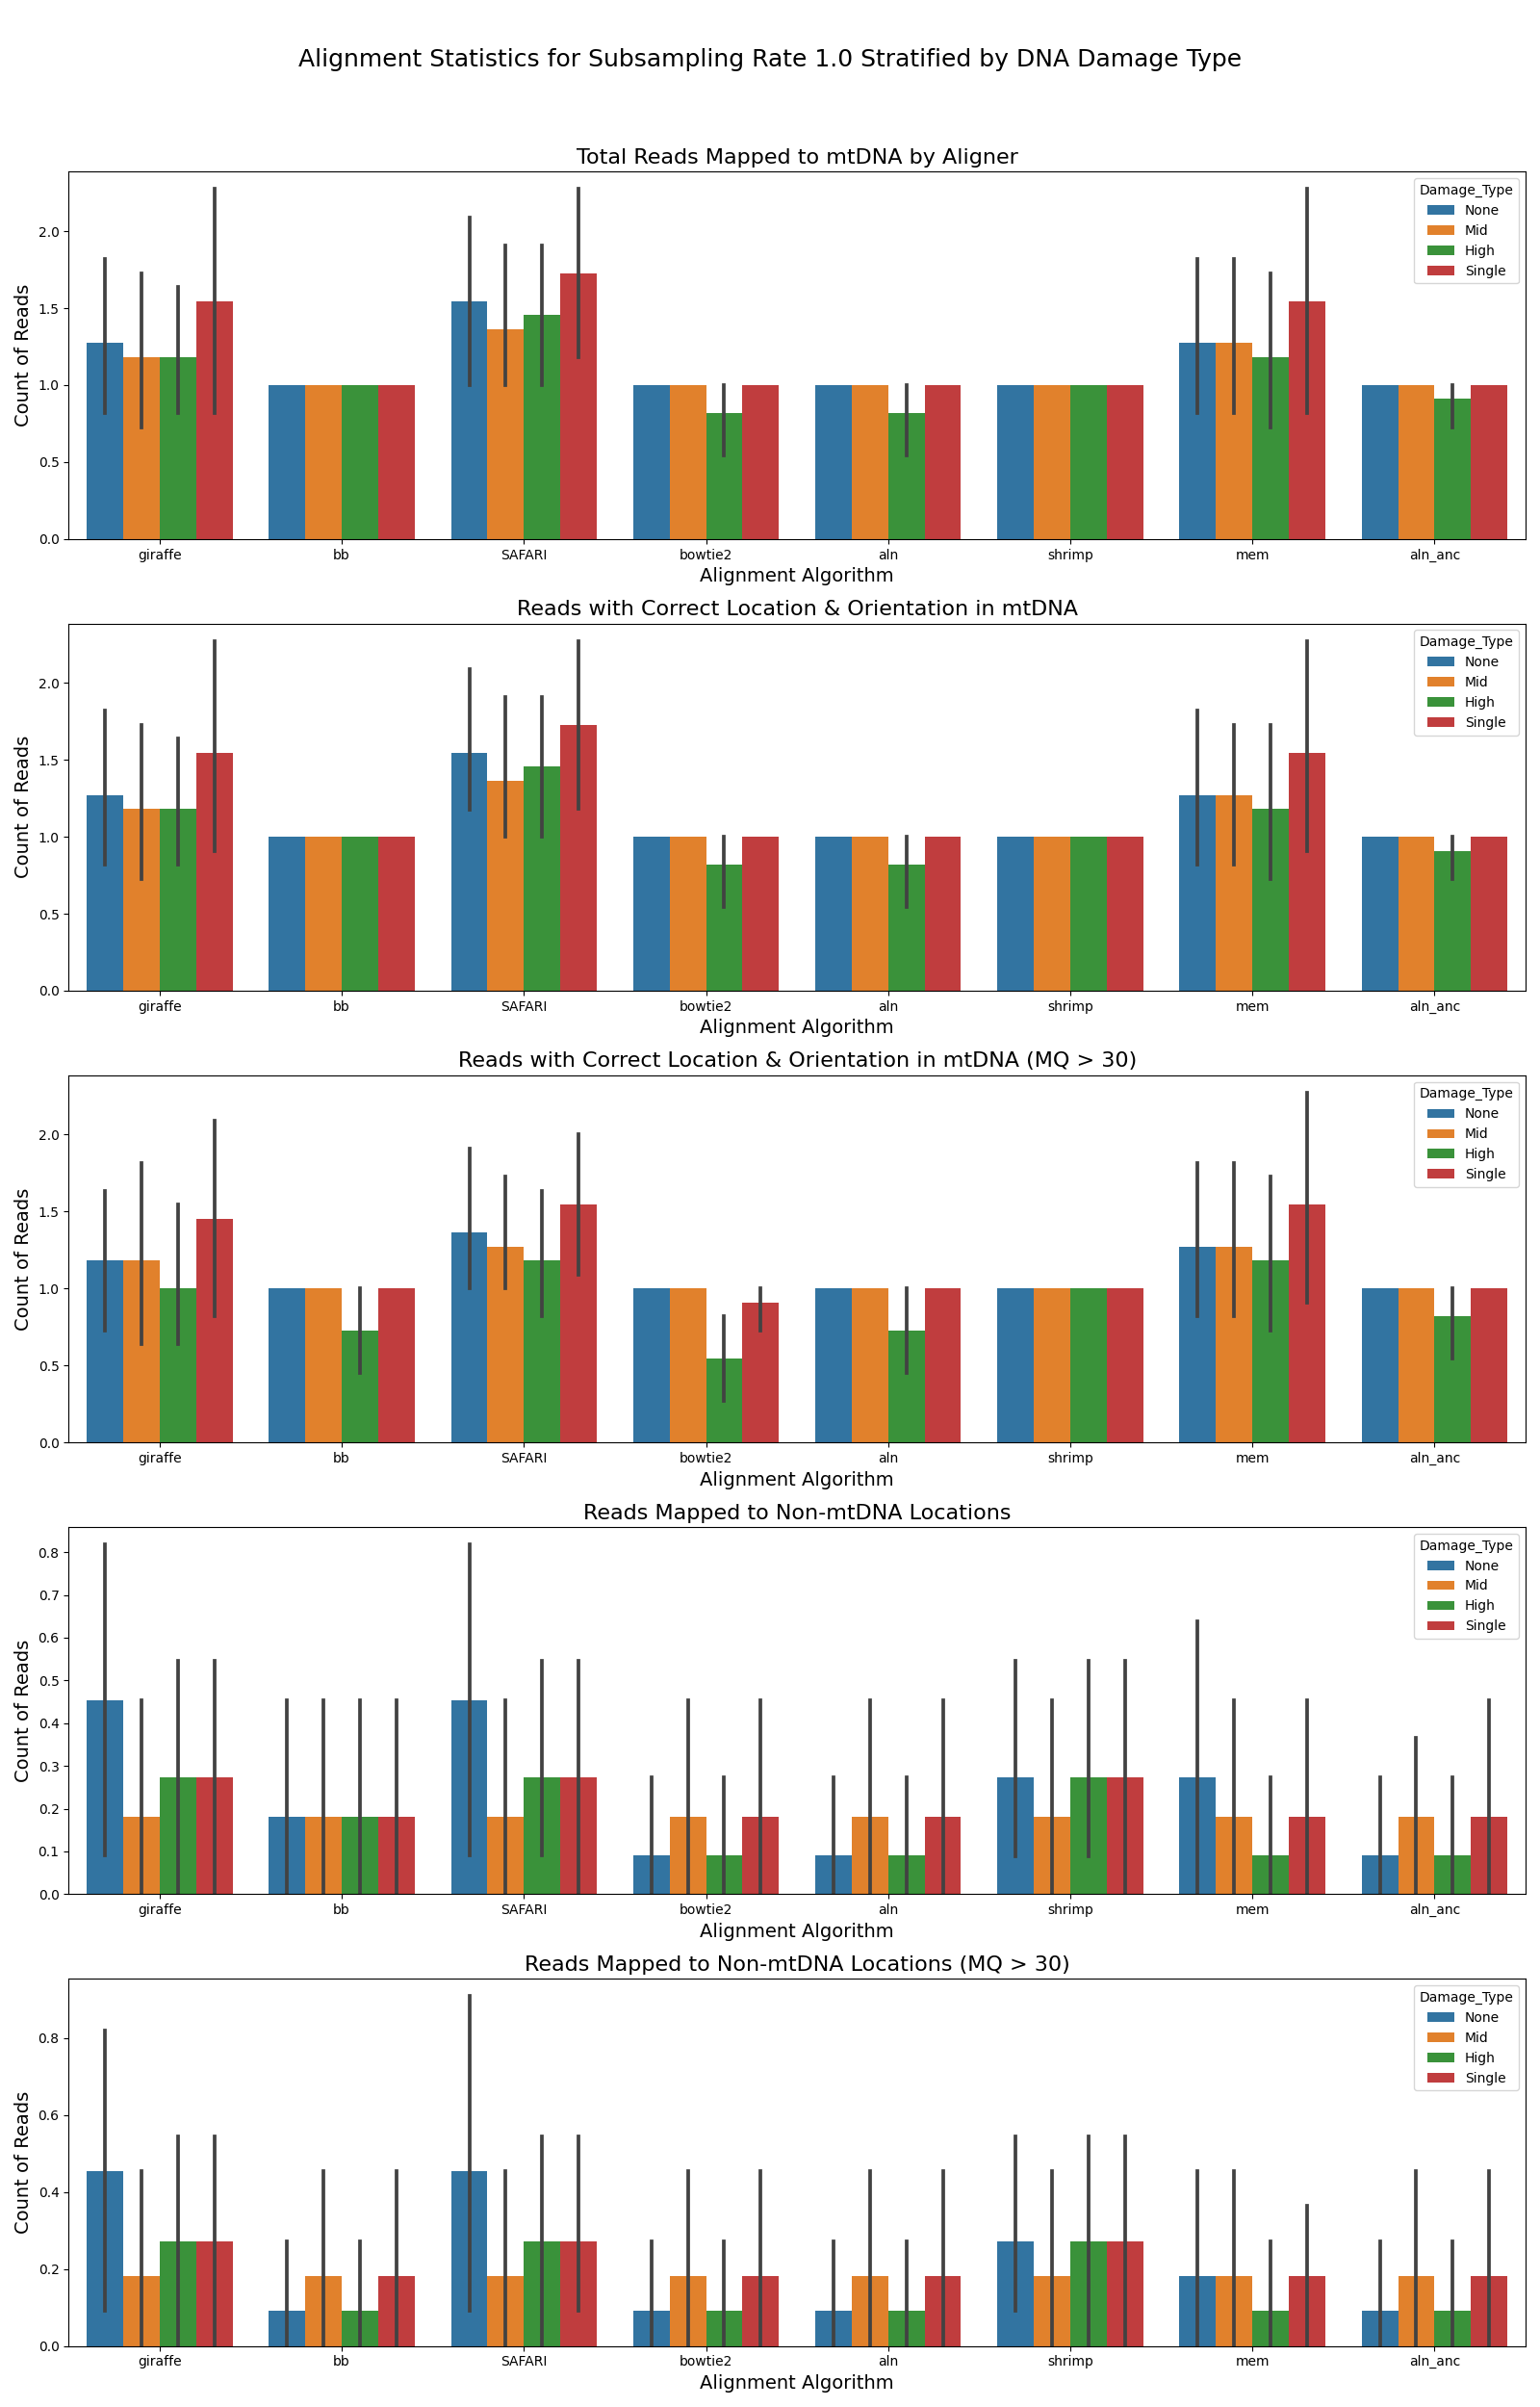 Alignment Statistics for Subsampling Rate 1.0 Stratified by DNA Damage Type
Total Reads Mapped to mtDNA by Aligner
Damage_Type
None
Mid
High
Single
Count of Reads
2.0
1.5
1.0
0.5
0.0
giraffe bb SAFARI bowtie2 aln shrimp mem aln_anc
Alignment Algorithm
Reads with Correct Location & Orientation in mtDNA
Damage_Type
None
Mid
High
Single
Count of Reads
2.0
1.5
1.0
0.5
0.0
giraffe bb SAFARI bowtie2 aln shrimp mem aln_anc
Alignment Algorithm
Reads with Correct Location & Orientation in mtDNA (MQ > 30)
Damage_Type
None
Mid
High
Single
Count of Reads
2.0
1.5
1.0
0.5
0.0
giraffe bb SAFARI bowtie2 aln shrimp mem aln_anc
Alignment Algorithm
Reads Mapped to Non-mtDNA Locations
Damage_Type
None
Mid
High
Single
Count of Reads
0.8
0.7
0.6
0.5
0.4
0.3
0.2
0.1
0.0
giraffe bb SAFARI bowtie2 aln shrimp mem aln_anc
Alignment Algorithm
Reads Mapped to Non-mtDNA Locations (MQ > 30)
Damage_Type
None
Mid
High
Single
Count of Reads
0.8
0.6
0.4
0.2
0.0
giraffe bb SAFARI bowtie2 aln shrimp mem aln_anc
Alignment Algorithm